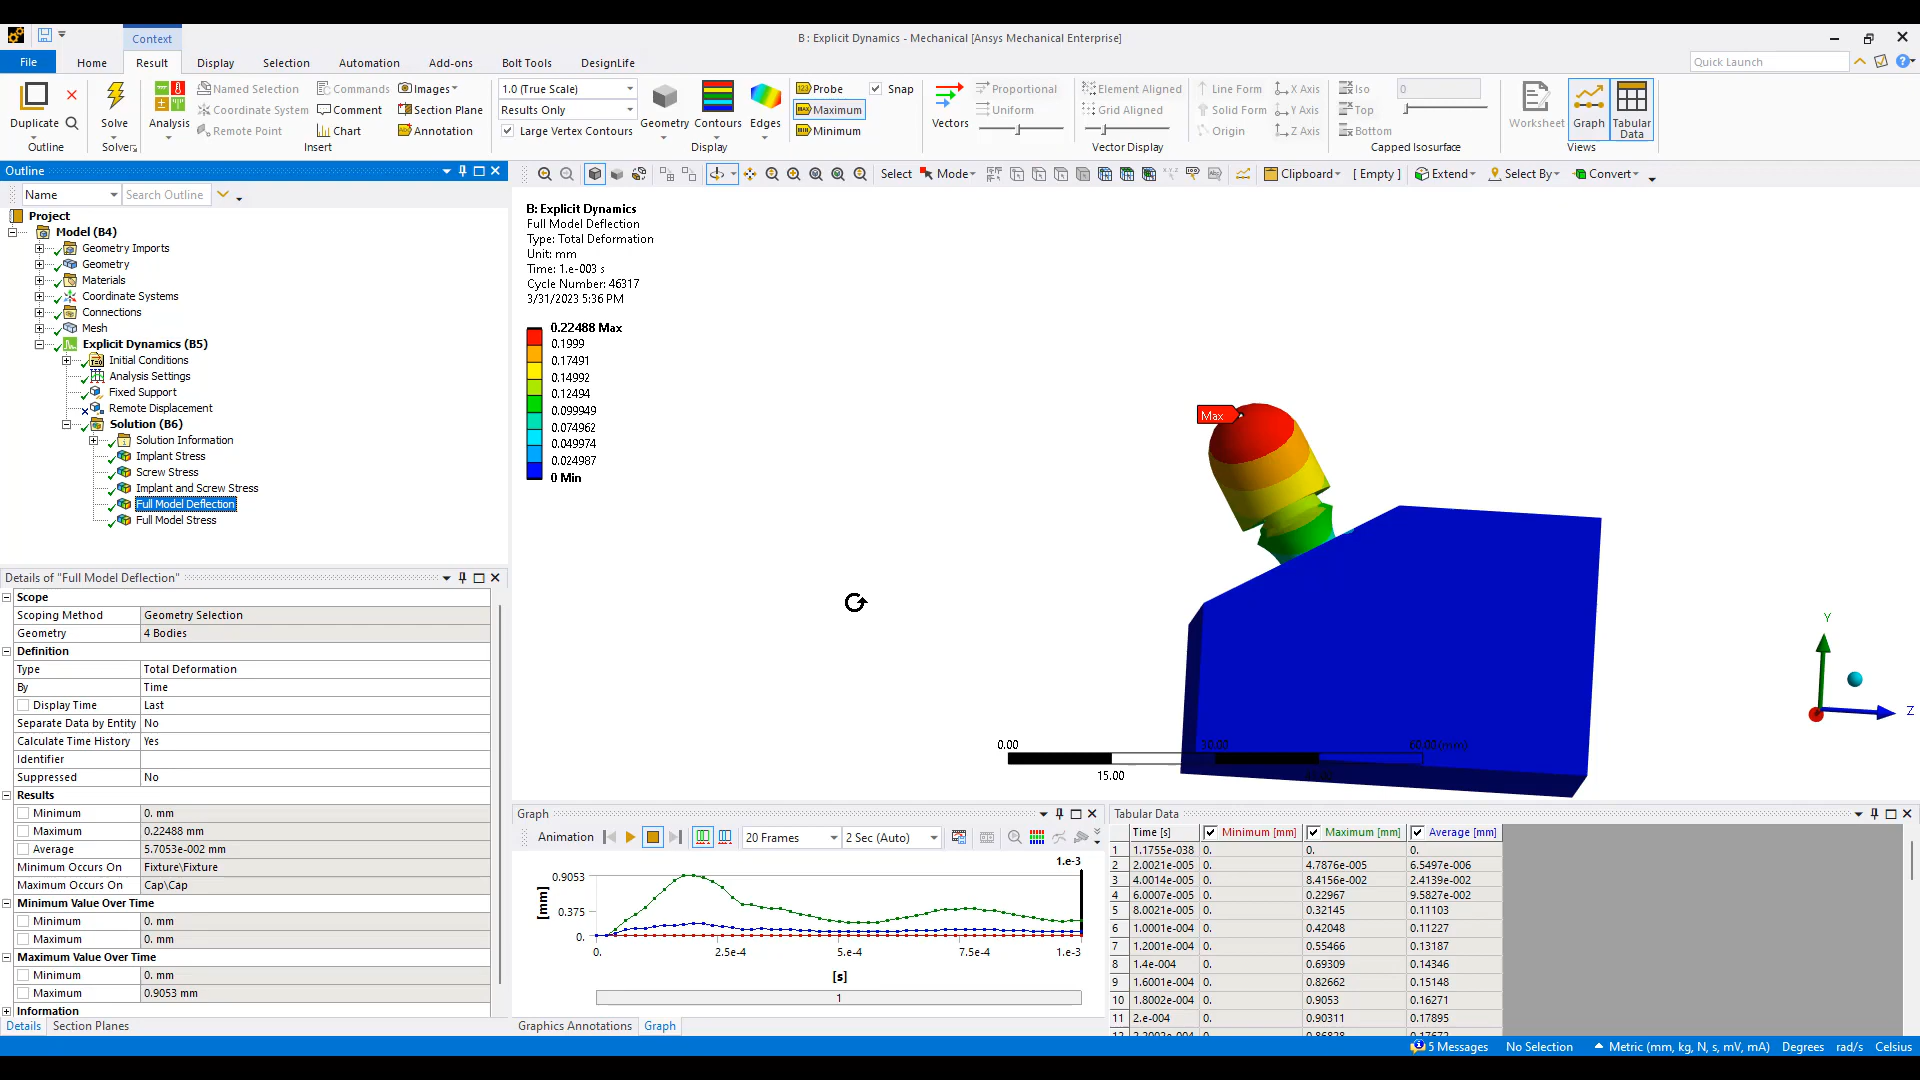 Context
B : Explicit Dynamics - Mechanical [Ansys Mechanical Enterprise]
File Home Result Display Selection Automation Add-ons Bolt Tools DesignLife Quick Launch
Duplicate
Outline
Solve
Solver
Analysis
Named Selection
Coordinate System
Remote Point
Commands
Comment
Chart
Images
Section Plane
Annotation
Insert
1.0 (True Scale)
Results Only
Large Vertex Contours
Geometry
Contours
Edges
Probe
Maximum
Minimum
Snap
Display
Vectors
Proportional
Uniform
Element Aligned
Grid Aligned
Line Form
Solid Form
Origin
X Axis
Y Axis
Z Axis
Vector Display
Iso
Top
Bottom
0
Capped Isosurface
Worksheet
Graph
Tabular
Data
Views
Outline
Name
Search Outline
Select Mode Clipboard [ Empty ] Extend Select By Convert
Project
Model (B4)
Geometry Imports
Geometry
Materials
Coordinate Systems
Connections
Mesh
Explicit Dynamics (B5)
Initial Conditions
Analysis Settings
Fixed Support
Remote Displacement
Solution (B6)
Solution Information
Implant Stress
Screw Stress
Implant and Screw Stress
Full Model Deflection
Full Model Stress
B: Explicit Dynamics
Full Model Deflection
Type: Total Deformation
Unit: mm
Time: 1.e-003 s
Cycle Number: 46317
3/31/2023 5:36 PM
0.22488 Max
0.1999
0.17491
0.14992
0.12494
0.099949
0.074962
0.049974
0.024987
0 Min
Max
Y
Z
0.00 30.00 60.00 (mm)
15.00
Details of "Full Model Deflection"
Scope
Scoping Method Geometry Selection
Geometry 4 Bodies
Definition
Type Total Deformation
By Time
Display Time Last
Separate Data by Entity No
Calculate Time History Yes
Identifier
Suppressed No
Results
Minimum 0. mm
Maximum 0.22488 mm
Average 5.7053e-002 mm
Minimum Occurs On Fixture\Fixture
Maximum Occurs On Cap\Cap
Minimum Value Over Time
Minimum 0. mm
Maximum 0. mm
Maximum Value Over Time
Minimum 0. mm
Maximum 0.9053 mm
Information
Details Section Planes
Graph
Animation 20 Frames 2 Sec (Auto)
1.e-3
0.9053
0.375
0.
[mm]
0. 2.5e-4 5.e-4 7.5e-4 1.e-3
[s]
1
Graphics Annotations Graph
Tabular Data
Time [s] Minimum [mm] Maximum [mm] Average [mm]
1 1.1755e-038 0. 0. 0.
2 2.0021e-005 0. 4.7876e-005 6.5497e-006
3 4.0014e-005 0. 8.4156e-002 2.4139e-002
4 6.0007e-005 0. 0.22967 9.5827e-002
5 8.0021e-005 0. 0.32145 0.11103
6 1.0001e-004 0. 0.42048 0.11227
7 1.2001e-004 0. 0.55466 0.13187
8 1.4e-004 0. 0.69309 0.14346
9 1.6001e-004 0. 0.82662 0.15148
10 1.8002e-004 0. 0.9053 0.16271
11 2.e-004 0. 0.90311 0.17895
5 Messages No Selection Metric (mm, kg, N, s, mV, mA) Degrees rad/s Celsius